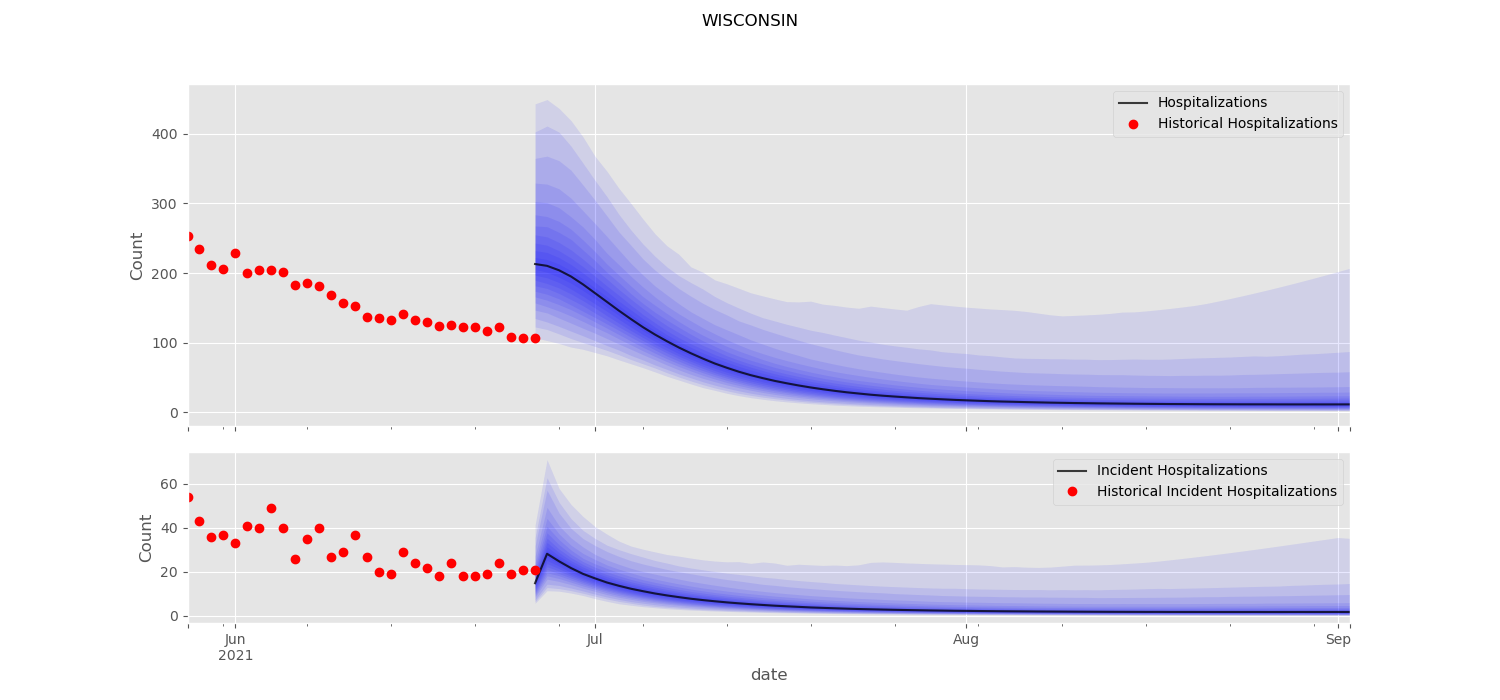 WISCONSIN
Hospitalizations
Historical Hospitalizations
400
300
200
100
0
Count
Incident Hospitalizations
Historical Incident Hospitalizations
60
40
20
0
Count
Jun
2021
Jul
Aug
Sep
date